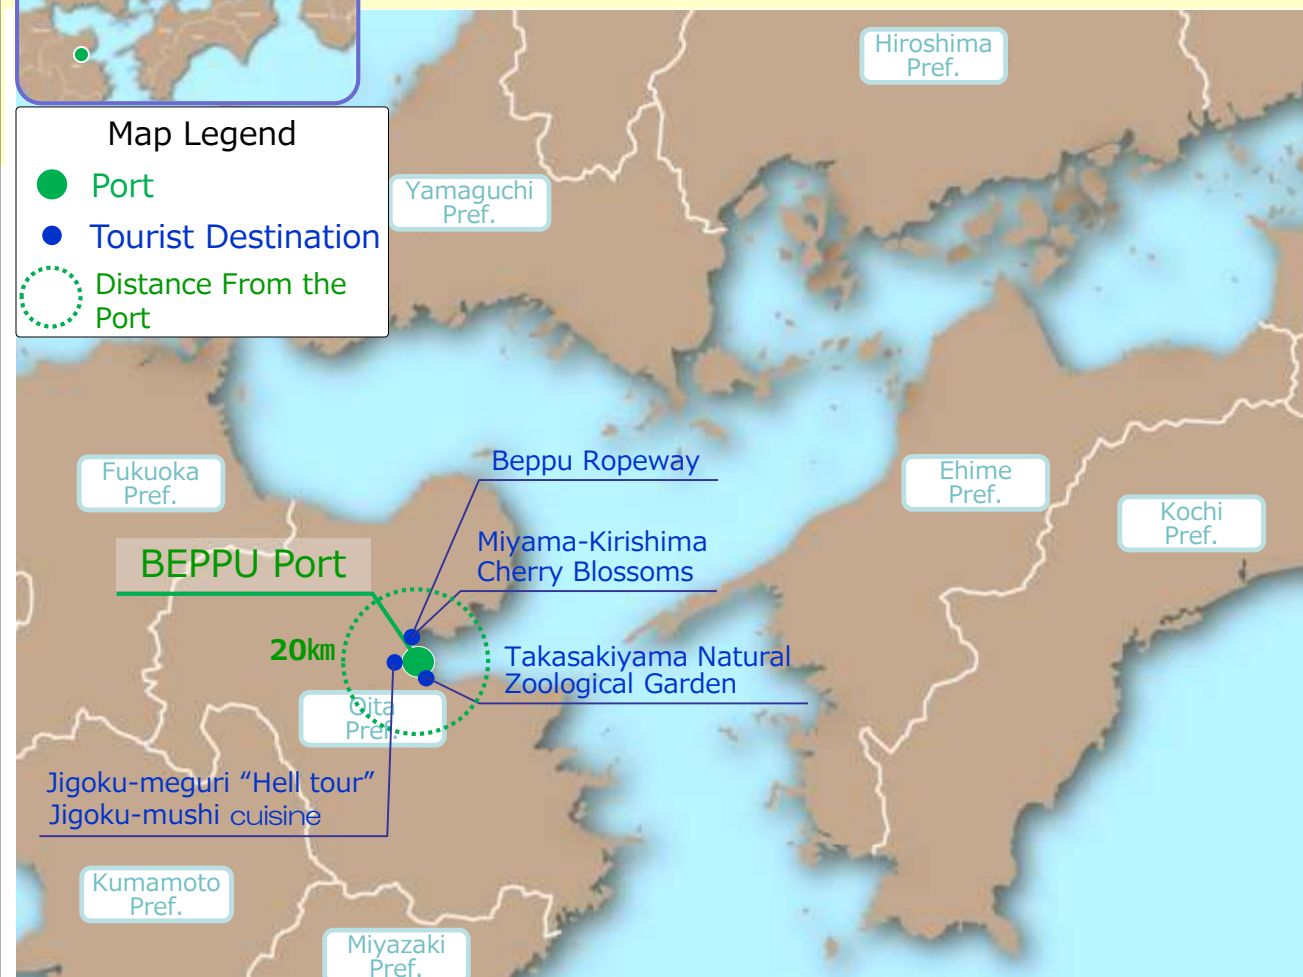 Hiroshima
Pref.
Map Legend
Port
Tourist Destination
Distance From the
Port
Yamaguchi
Pref.
Fukuoka
Pref.
Beppu Ropeway
Ehime
Pref.
Kochi
Pref.
Miyama-Kirishima
Cherry Blossoms
BEPPU Port
20㎞
Takasakiyama Natural
Zoological Garden
Oita
Pref.
Jigoku-meguri “Hell tour”
Jigoku-mushi cuisine
Kumamoto
Pref.
Miyazaki
Pref.